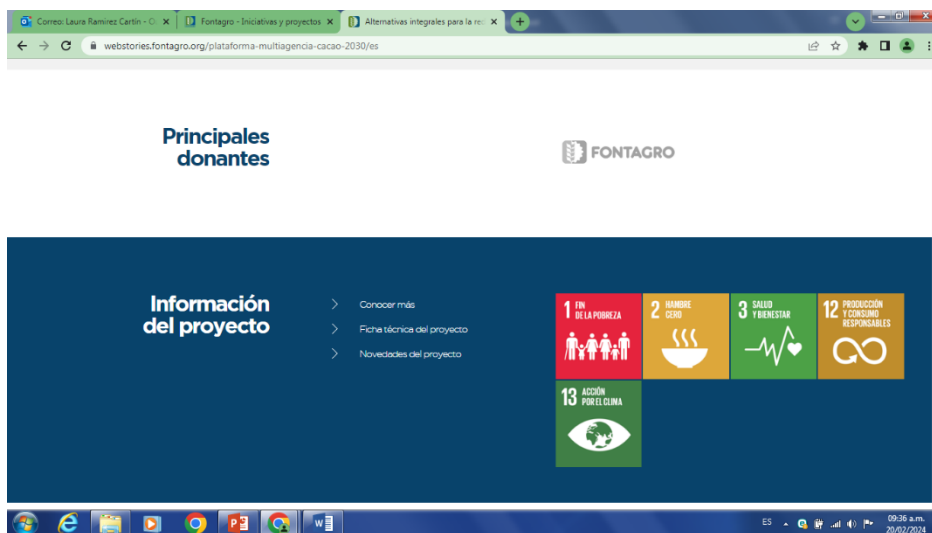 Correo: Laura Ramirez Cartín - O
Fontagro - Iniciativas y proyectos
Alternativas integrales para la re
webstories.fontagro.org/plataforma-multiagencia-cacao-2030/es
Principales
donantes
FONTAGRO
Información
del proyecto
Conocer más
Ficha técnica del proyecto
Novedades del proyecto
1 FIN
DE LA POBREZA
2 HAMBRE
CERO
3 SALUD
Y BIENESTAR
12 PRODUCCIÓN
Y CONSUMO
RESPONSABLES
13 ACCIÓN
POR EL CLIMA
ES
09:36 a.m.
20/02/2024